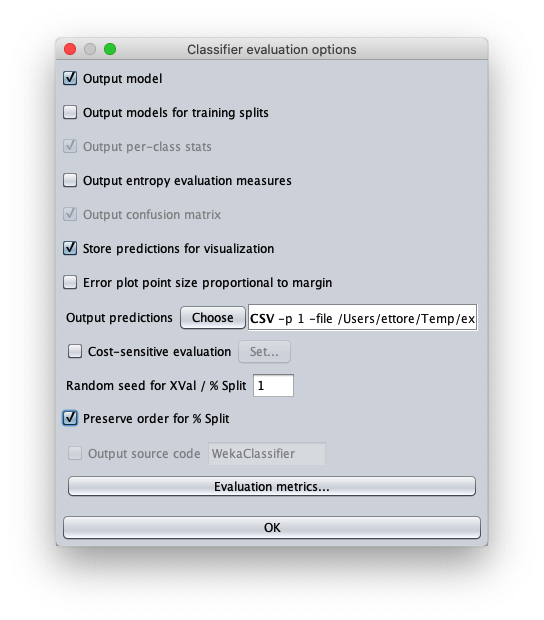 Classifier evaluation options
Output model
Output models for training splits
Output per-class stats
Output entropy evaluation measures
Output confusion matrix
Store predictions for visualization
Error plot point size proportional to margin
Output predictions Choose CSV -p 1 -file /Users/ettore/Temp/ex
Cost-sensitive evaluation Set...
Random seed for XVal / % Split 1
Preserve order for % Split
Output source code WekaClassifier
Evaluation metrics...
OK